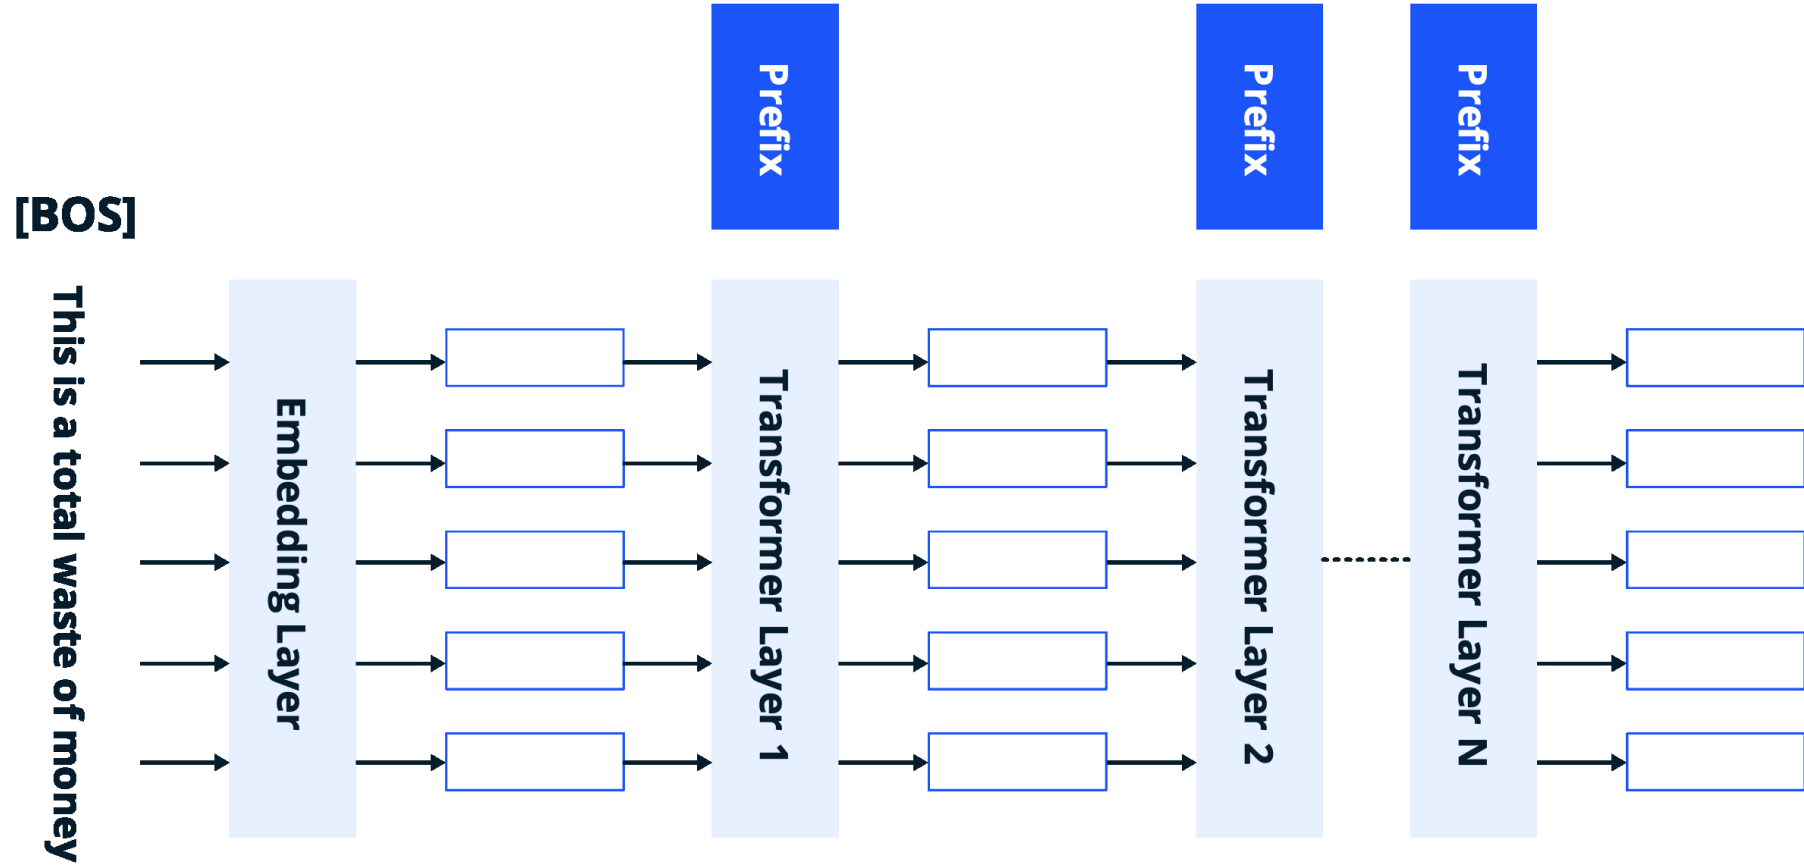 Prefix
Prefix
Prefix
[BOS]
This is a total waste of money
Embedding Layer
Transformer Layer 1
Transformer Layer 2
Transformer Layer N